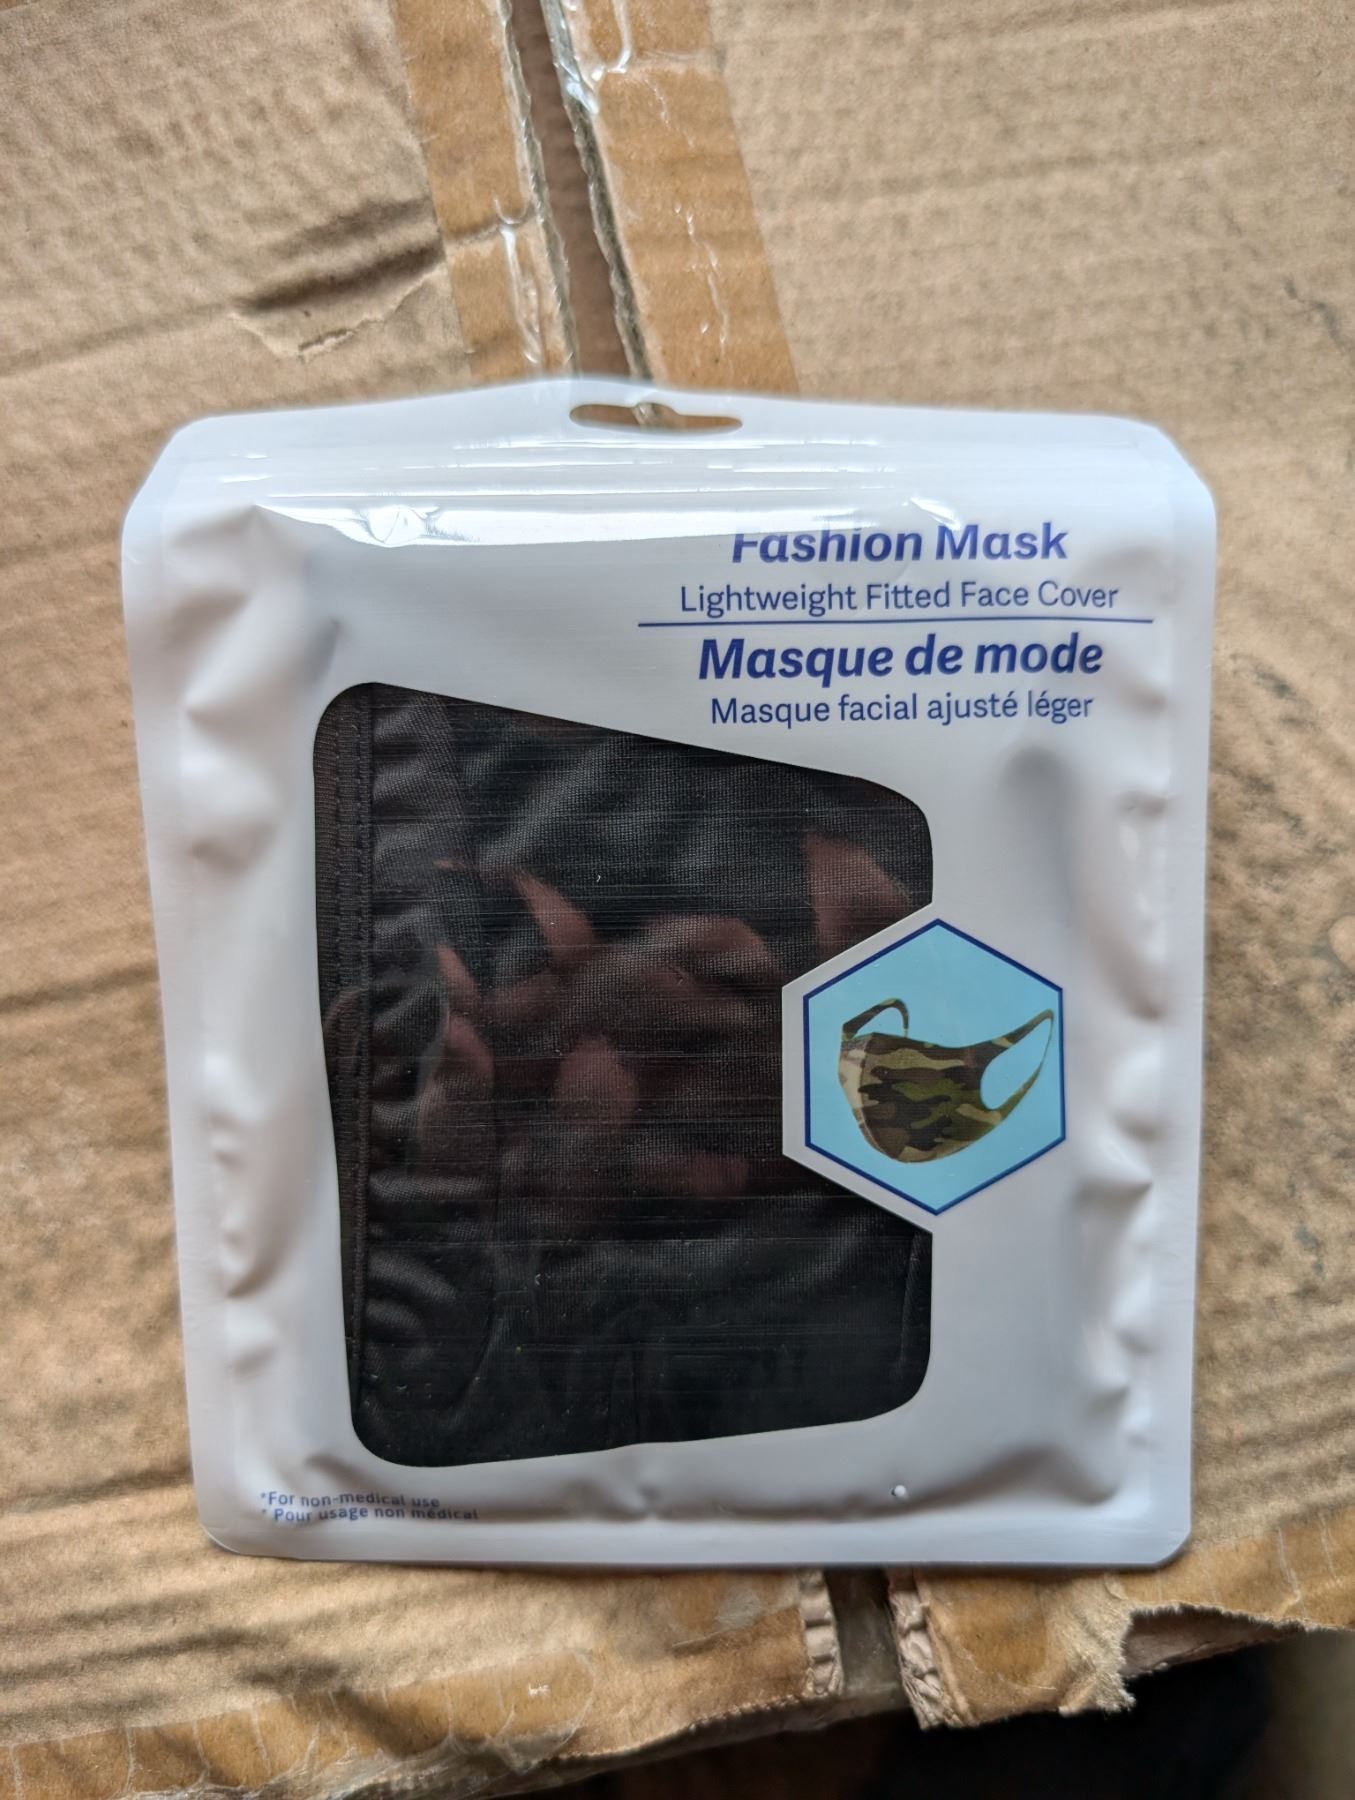 Fashion Mask
Lightweight Fitted Face Cover
Masque de mode
Masque facial ajusté léger
*For non-medical use
* Pour usage non médical